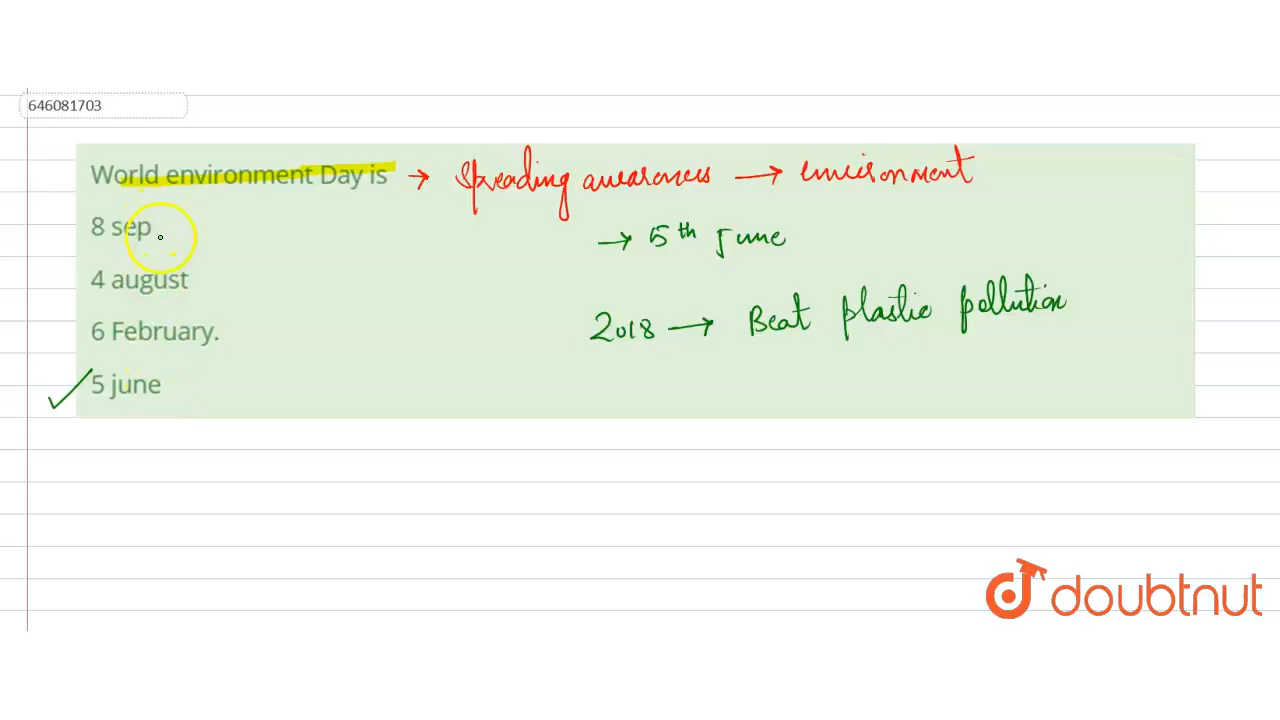 646081703
World environment Day is → Spreading awareness → environment
8 sep
→ 5th June
4 august
2018 → Beat plastic pollution
6 February.
5 june
doubtnut